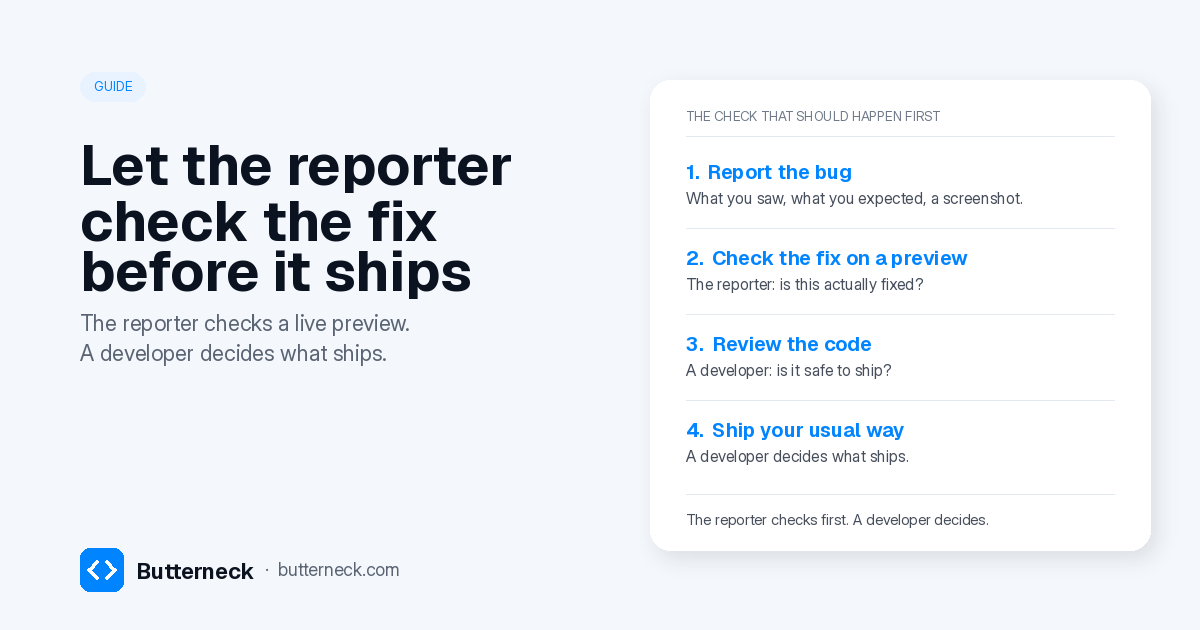 GUIDE
Let the reporter
check the fix
before it ships
The reporter checks a live preview.
A developer decides what ships.
Butterneck · butterneck.com
THE CHECK THAT SHOULD HAPPEN FIRST
1. Report the bug
What you saw, what you expected, a screenshot.
2. Check the fix on a preview
The reporter: is this actually fixed?
3. Review the code
A developer: is it safe to ship?
4. Ship your usual way
A developer decides what ships.
The reporter checks first. A developer decides.